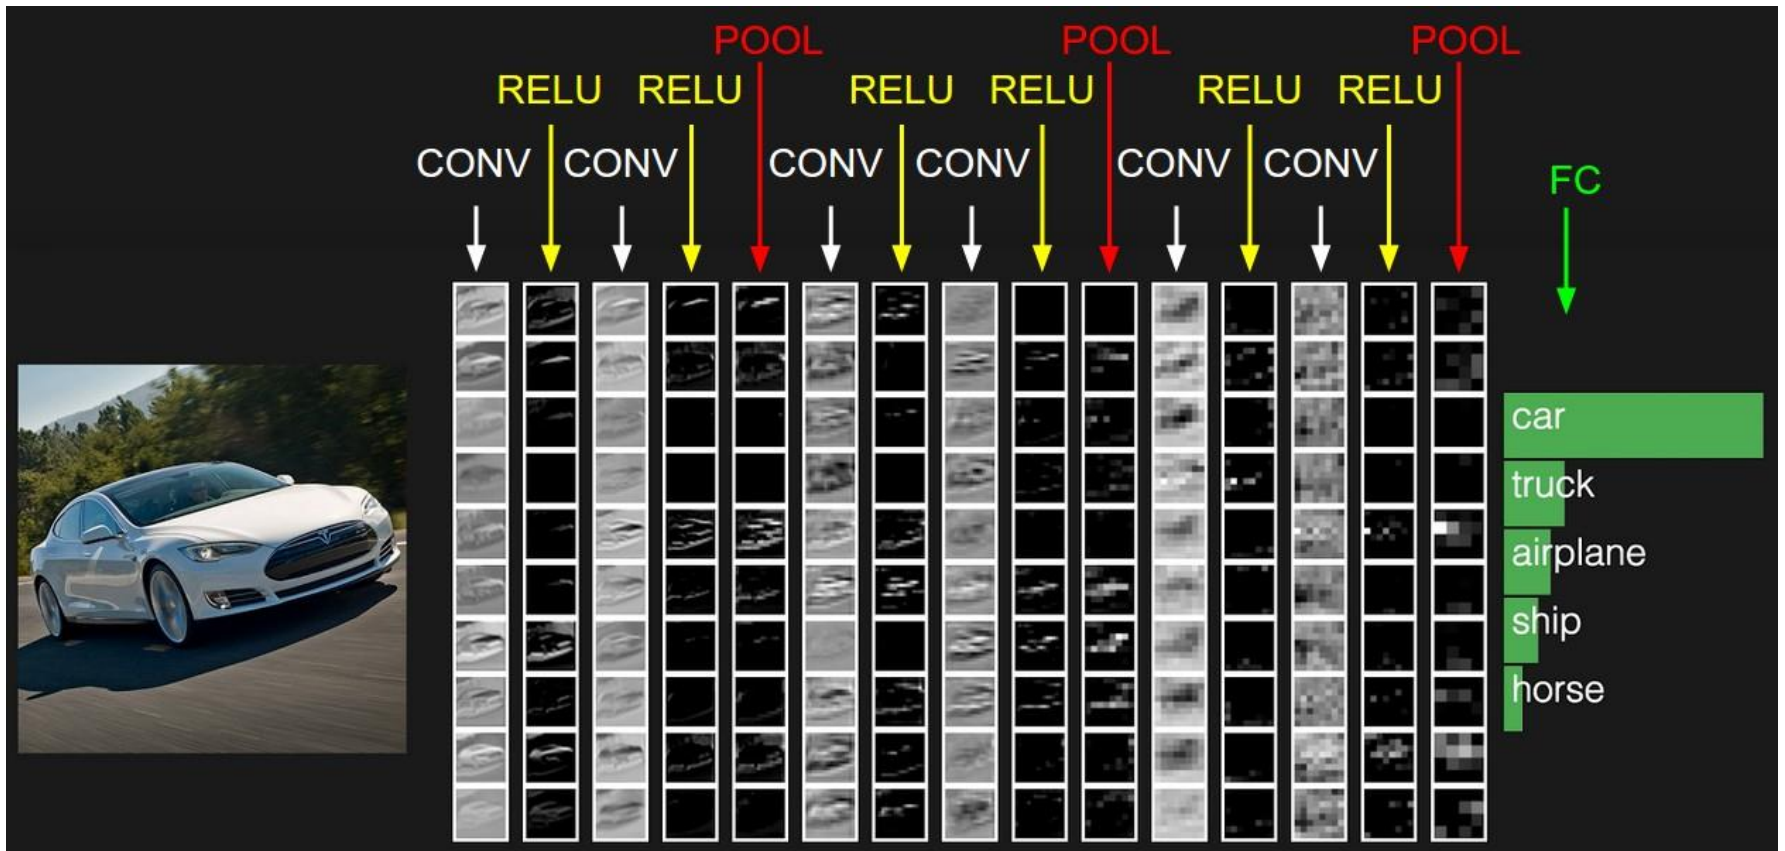 POOL POOL POOL
RELU RELU RELU RELU RELU RELU
CONV CONV CONV CONV CONV CONV
FC
car
truck
airplane
ship
horse